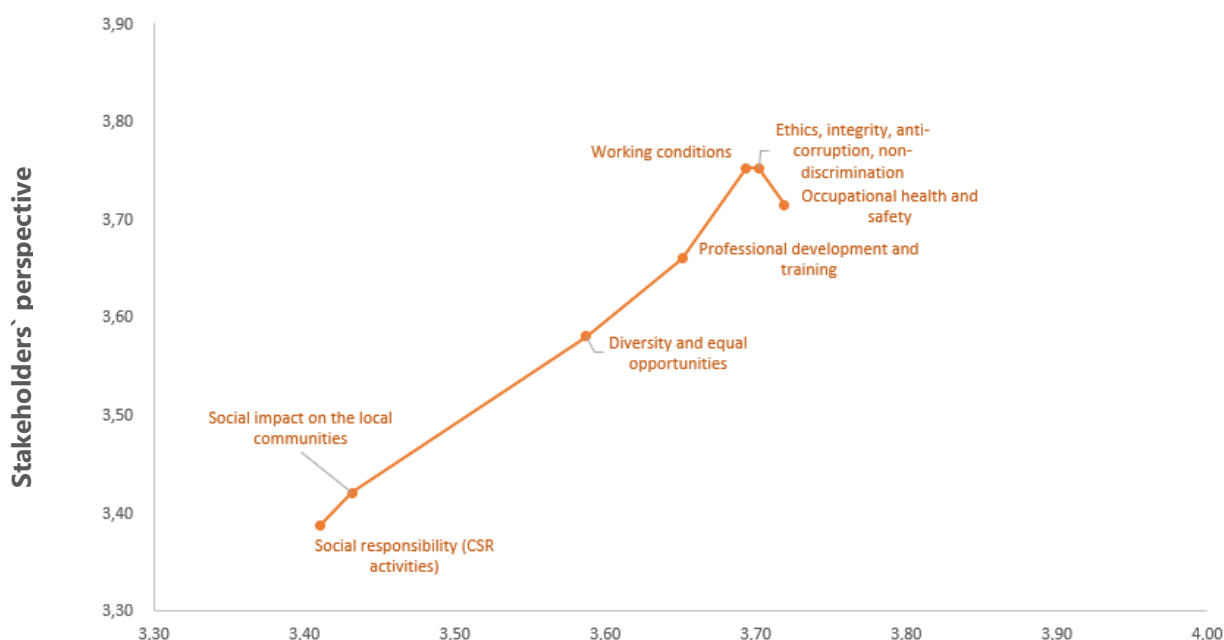 3,90
3,80
3,70
3,60
3,50
3,40
3,30
Stakeholders` perspective
Working conditions
Ethics, integrity, anti-
corruption, non-
discrimination
Occupational health and
safety
Professional development and
training
Diversity and equal
opportunities
Social impact on the local
communities
Social responsibility (CSR
activities)
3.30 3.40 3.50 3.60 3.70 3.80 3.90 4.00